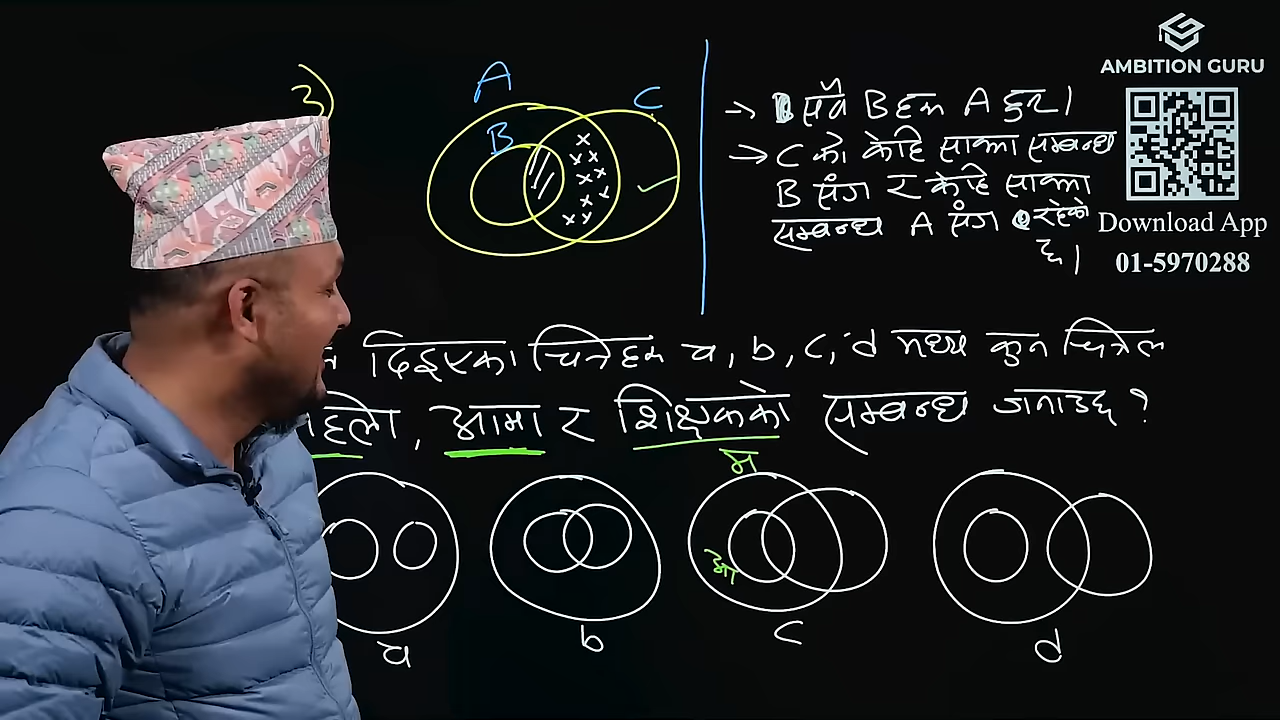 AMBITION GURU
Download App
01-5970288
3)
A
B
C
→ सबै B हरू A हुन्।
→ C को केहि साझा सम्बन्ध
B सँग र केहि साझा
सम्बन्ध A सँग रहेको
छ।
दिइएका चित्रहरू a, b, c, d मध्ये कुन चित्रले
आमा र शिक्षकको सम्बन्ध जनाउछ ?
म
आ
a
b
c
d